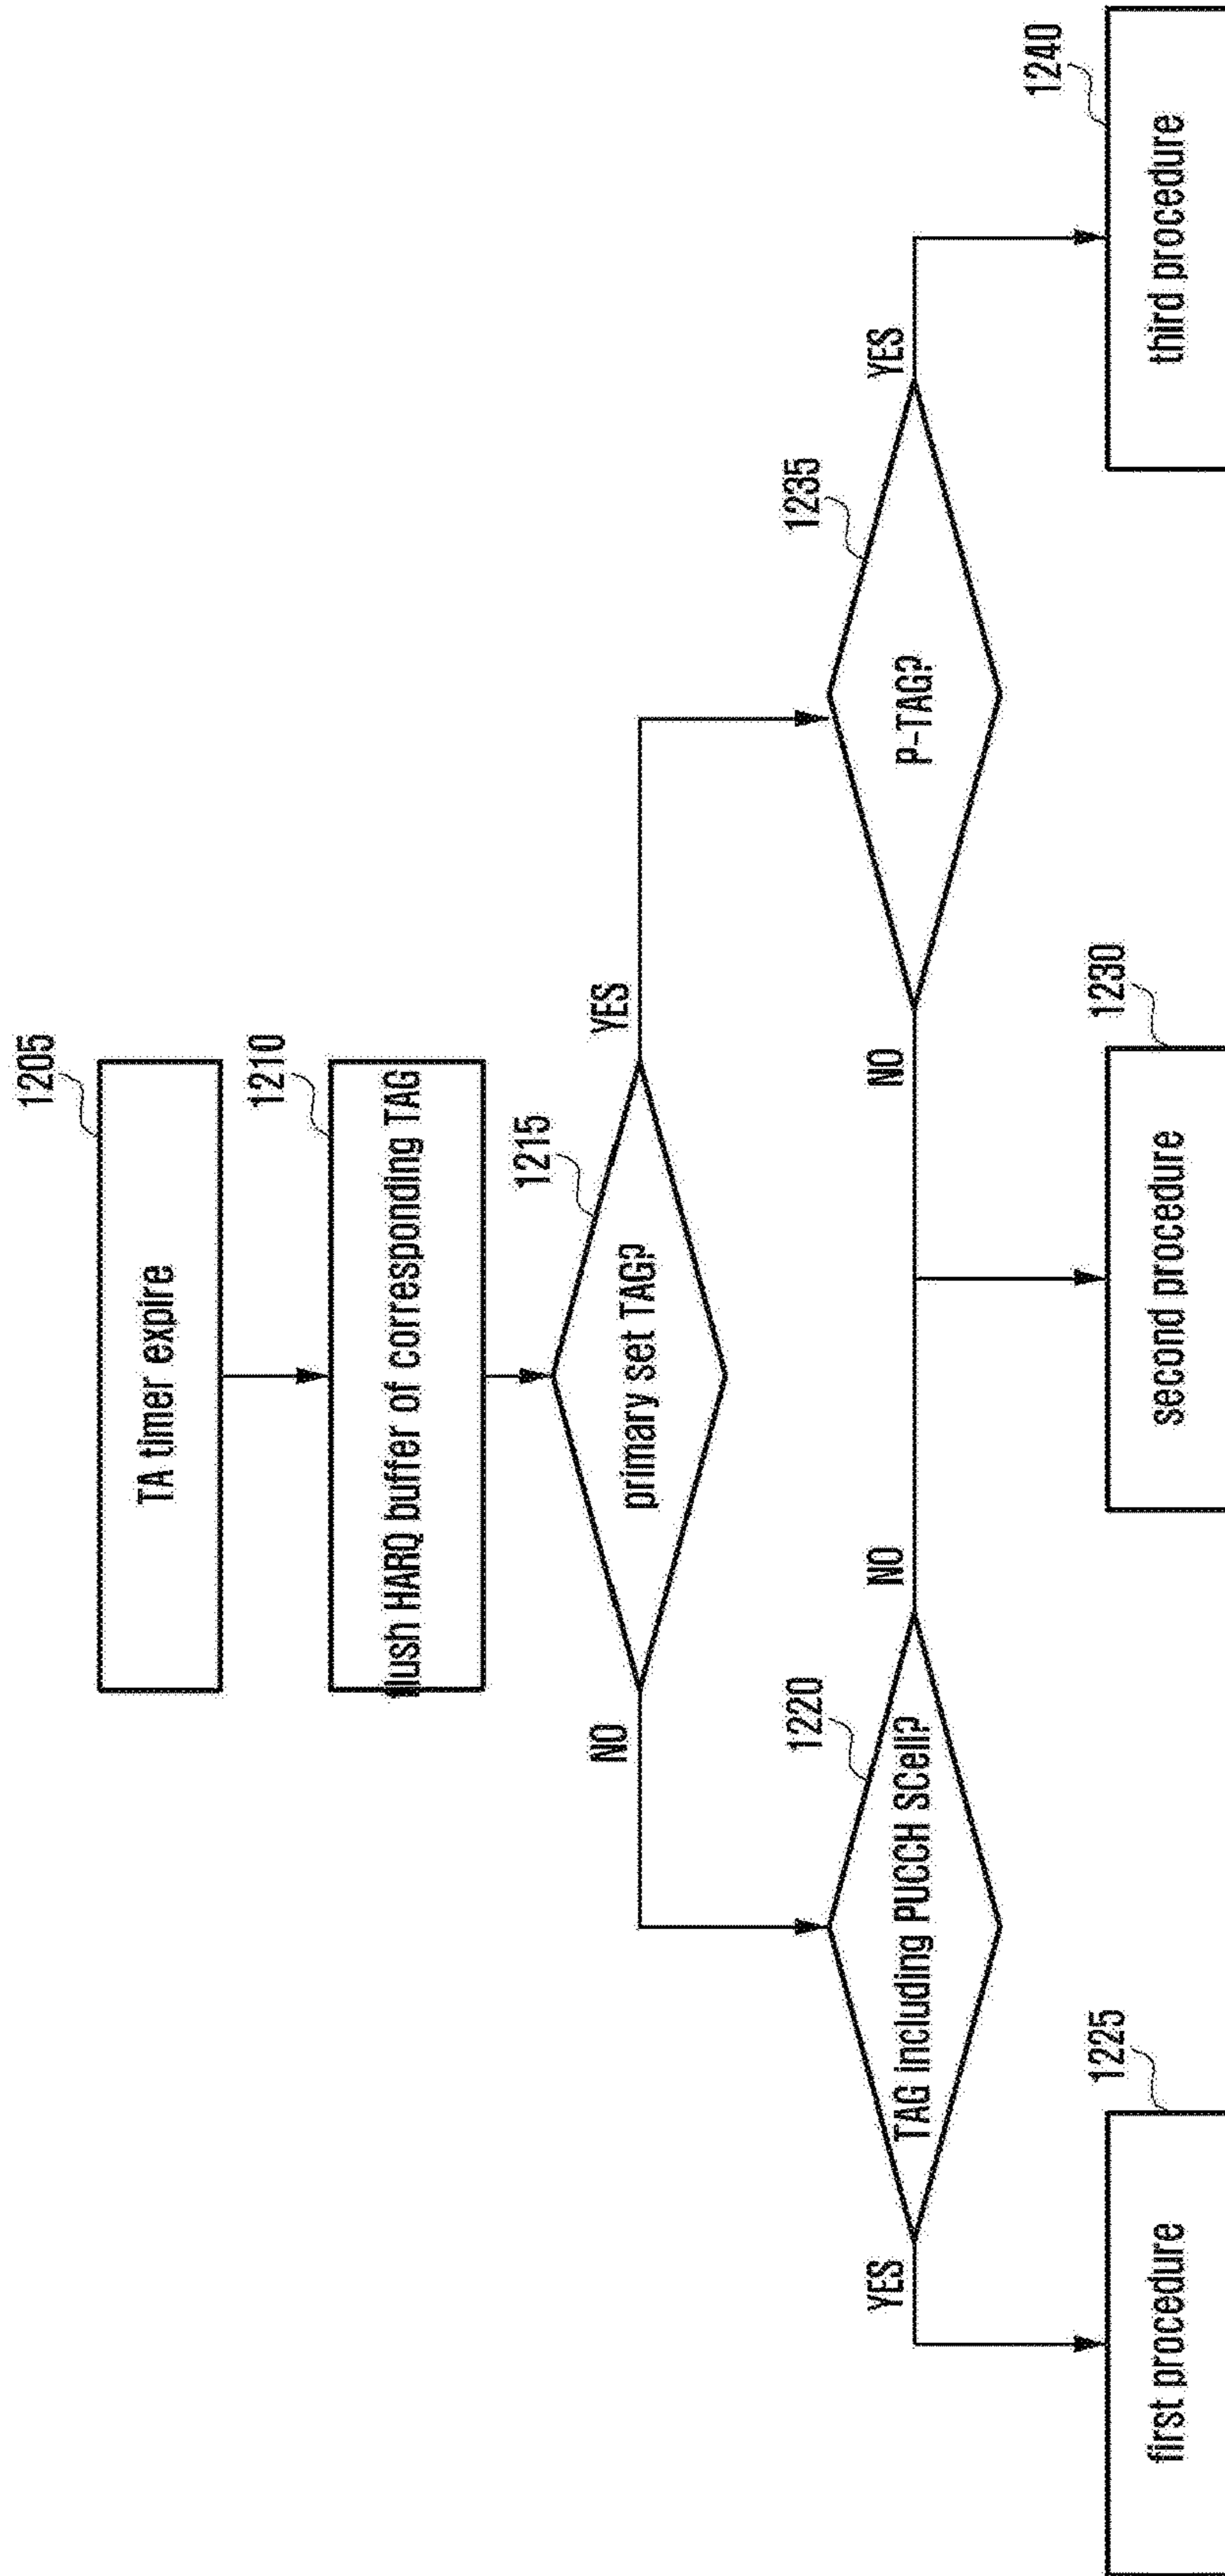 1205
TA timer expire
1210
flush HARQ buffer of corresponding TAG
1215
primary set TAG?
NO
YES
1220
TAG including PUCCH SCell?
1235
P-TAG?
YES
NO
NO
YES
1225
first procedure
1230
second procedure
1240
third procedure